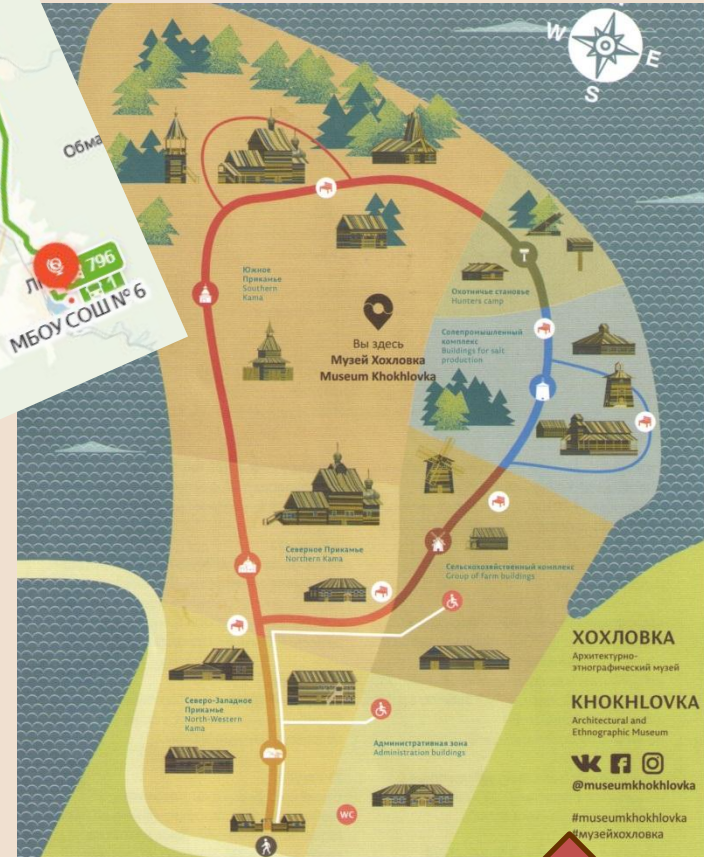 W
E
S
796
МБОУ СОШ № 6
Южное
Прикамье
Southern
Kama
Охотничье становье
Hunters camp
Вы здесь
Музей Хохловка
Museum Khokhlovka
Солепромышленный
комплекс
Buildings for salt
production
Северное Прикамье
Northern Kama
Сельскохозяйственный комплекс
Group of farm buildings
Северо-Западное
Прикамье
North-Western
Kama
Административная зона
Administration buildings
WC
ХОХЛОВКА
Архитектурно-
этнографический музей
KHOKHLOVKA
Architectural and
Ethnographic Museum
@museumkhokhlovka
#museumkhokhlovka
#музейхохловка